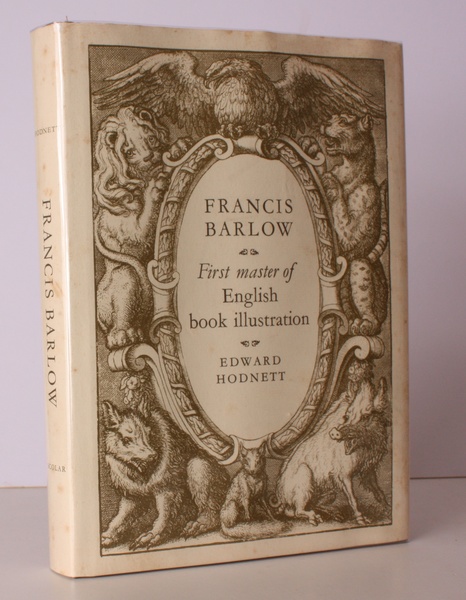 FRANCIS
BARLOW
First master of
English
book illustration
EDWARD
HODNETT
HODNETT
FRANCIS BARLOW